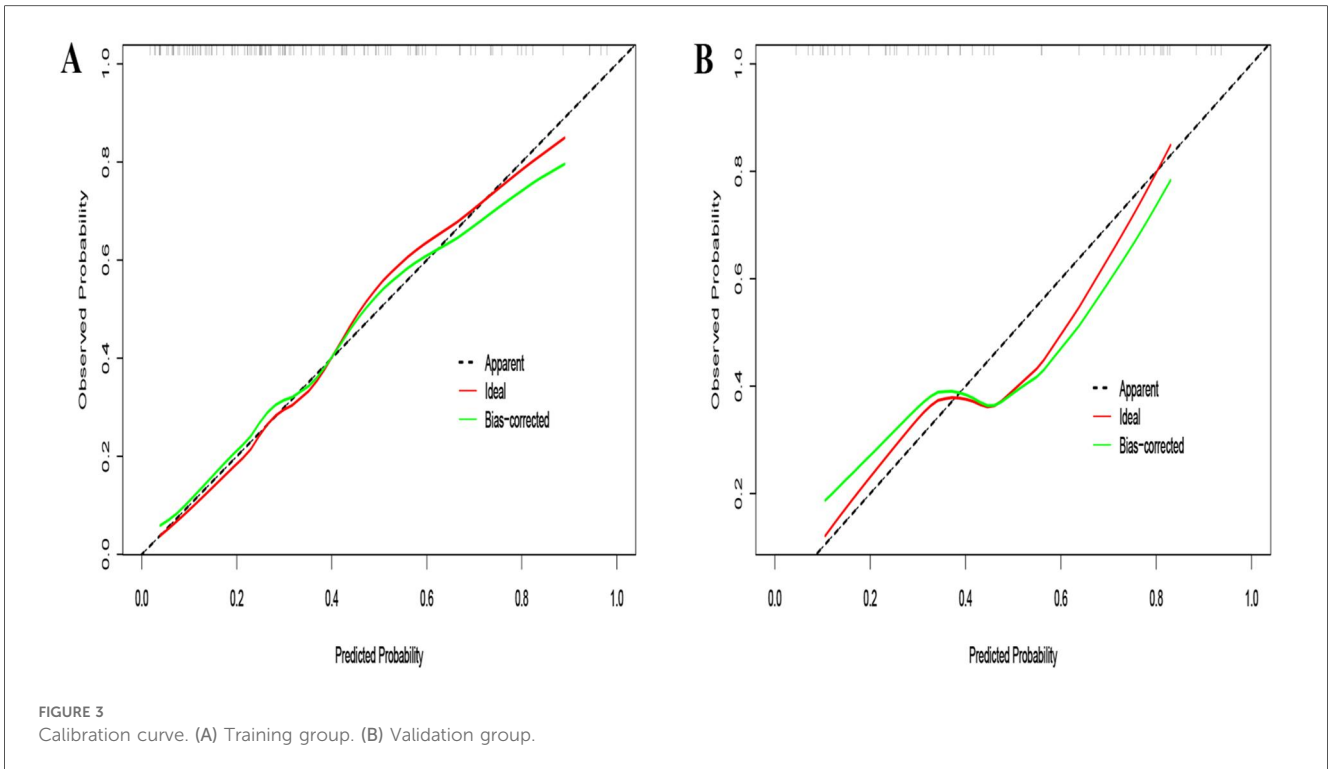 A
1.0
0.8
0.6
0.4
0.2
0.0
Observed Probability
Apparent
Ideal
Bias-corrected
0.0 0.2 0.4 0.6 0.8 1.0
Predicted Probability
B
1.0
0.8
0.6
0.4
0.2
Observed Probability
Apparent
Ideal
Bias-corrected
0.0 0.2 0.4 0.6 0.8 1.0
Predicted Probability
FIGURE 3
Calibration curve. (A) Training group. (B) Validation group.